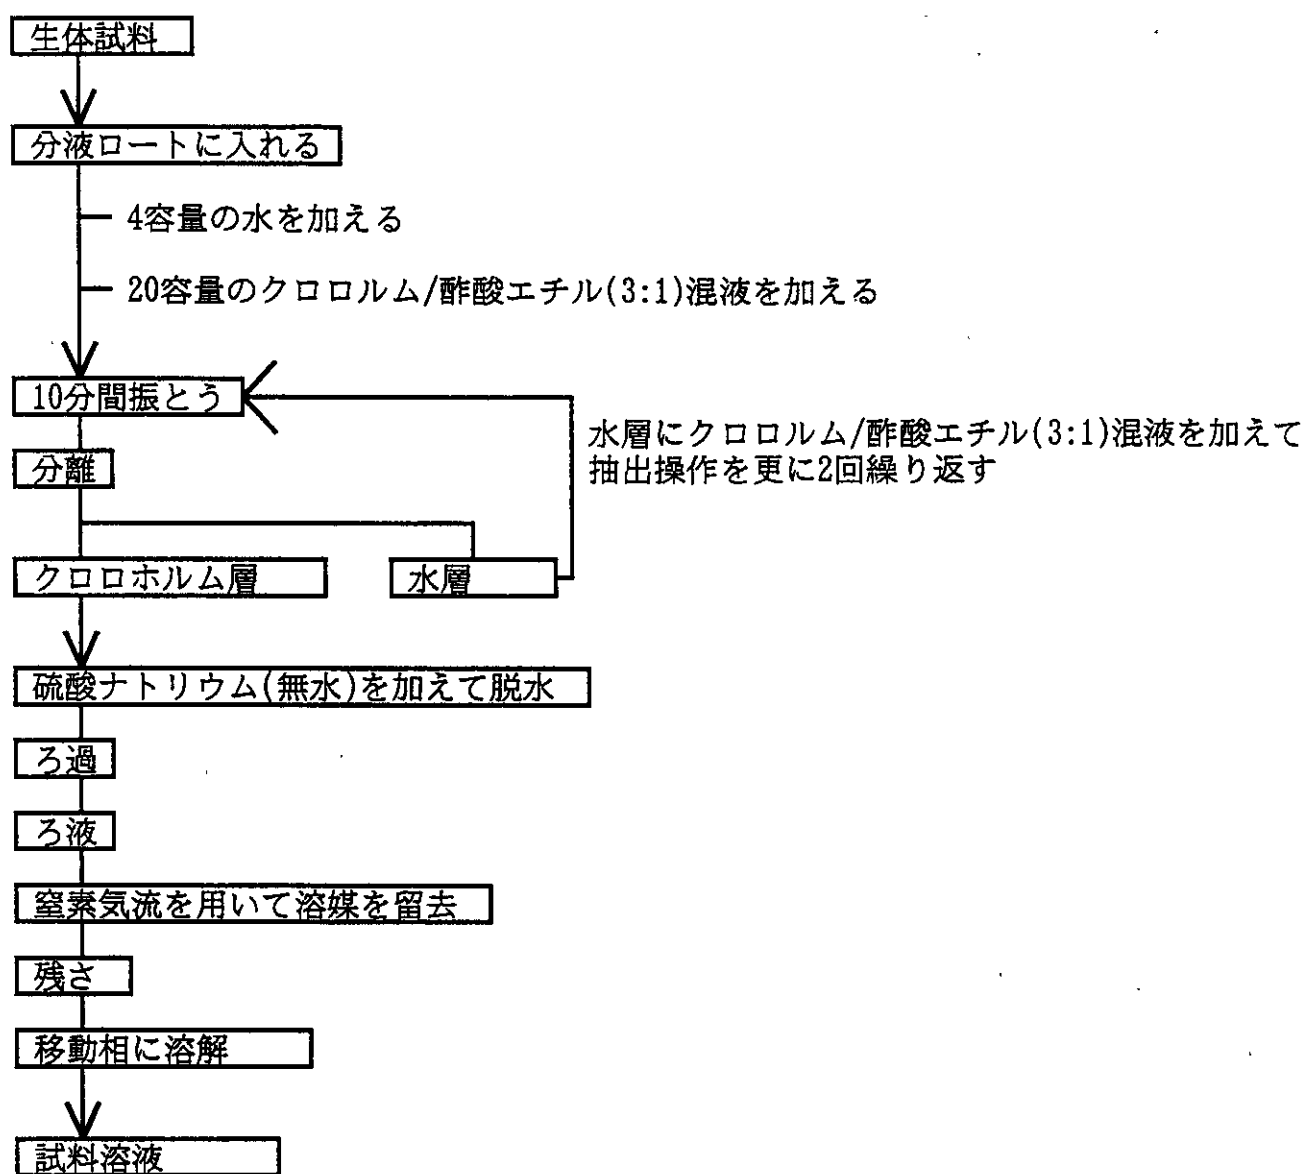 生体試料
分液ロートに入れる
4容量の水を加える
20容量のクロロルム/酢酸エチル(3:1)混液を加える
10分間振とう
水層にクロロルム/酢酸エチル(3:1)混液を加えて
抽出操作を更に2回繰り返す
分離
クロロホルム層
水層
硫酸ナトリウム(無水)を加えて脱水
ろ過
ろ液
窒素気流を用いて溶媒を留去
残さ
移動相に溶解
試料溶液